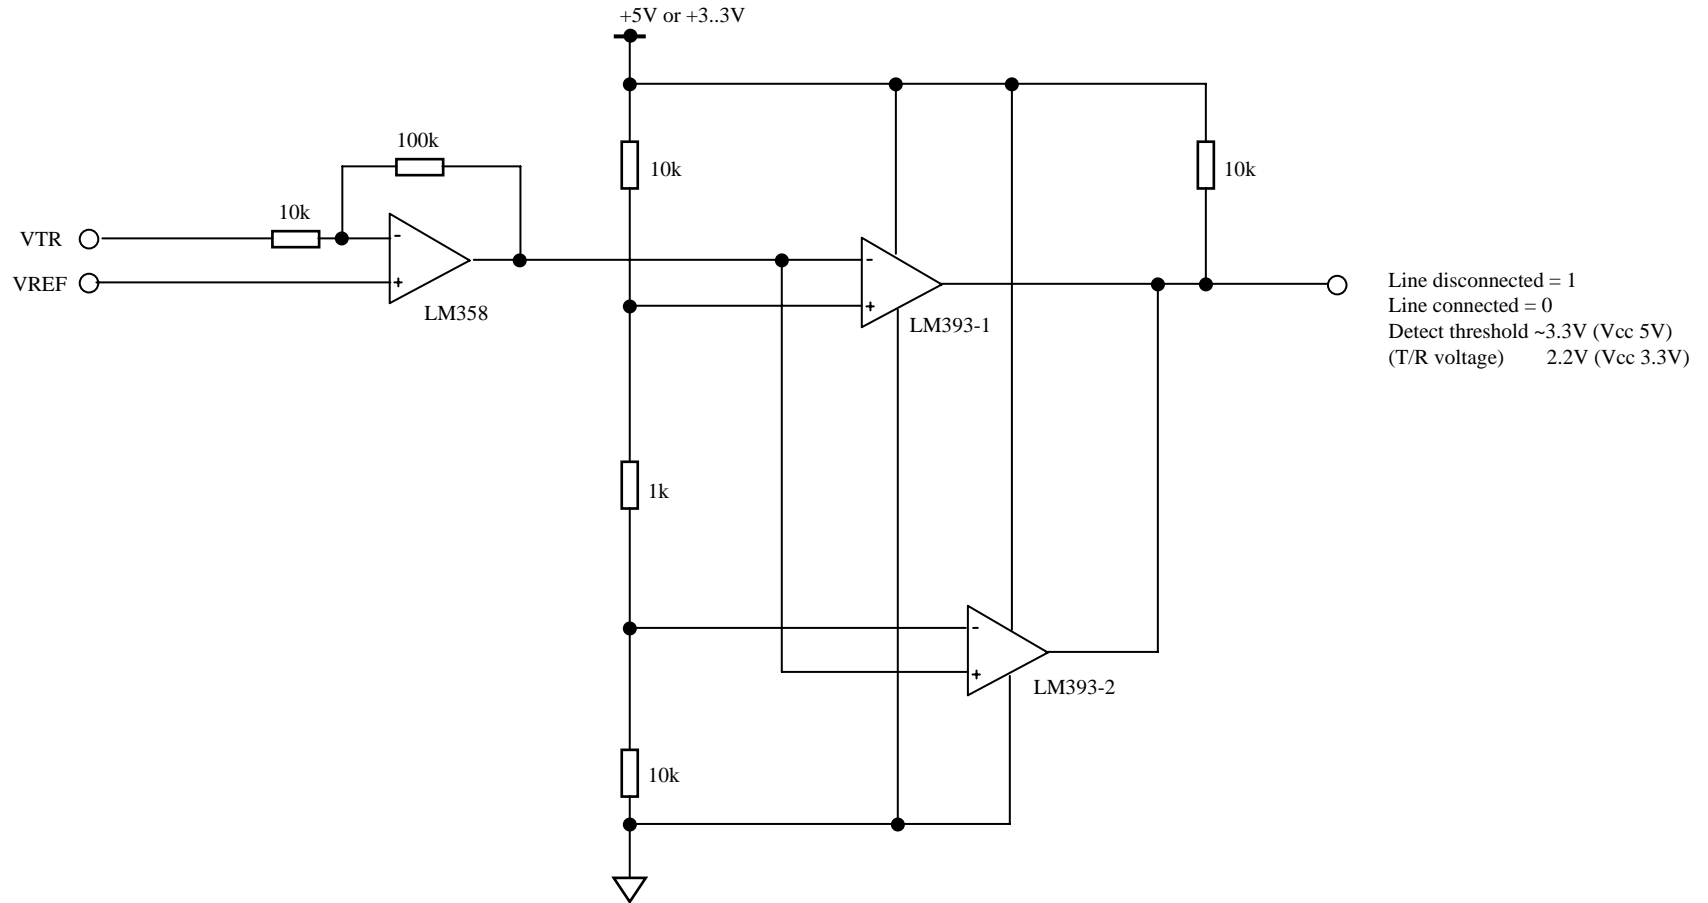 +5V or +3..3V
100k
10k
10k
10k
VTR
-
VREF
+
LM358
-
+
LM393-1
Line disconnected = 1
Line connected = 0
Detect threshold ~3.3V (Vcc 5V)
(T/R voltage) 2.2V (Vcc 3.3V)
1k
-
+
LM393-2
10k